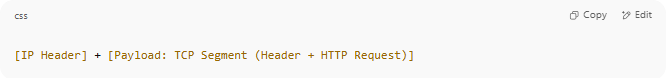 css
Copy
Edit
[IP Header] + [Payload: TCP Segment (Header + HTTP Request)]